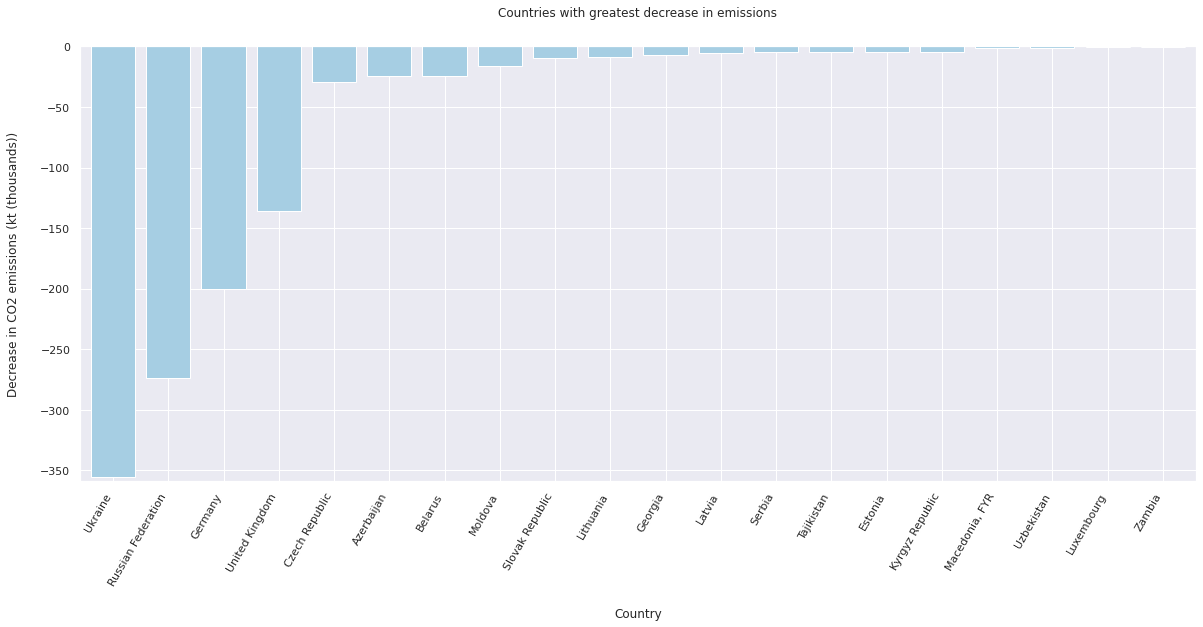 Countries with greatest decrease in emissions
0
−50
−100
−150
−200
−250
−300
−350
Decrease in CO2 emissions (kt (thousands))
Ukraine
Russian Federation
Germany
United Kingdom
Czech Republic
Azerbaijan
Belarus
Moldova
Slovak Republic
Lithuania
Georgia
Latvia
Serbia
Tajikistan
Estonia
Kyrgyz Republic
Macedonia, FYR
Uzbekistan
Luxembourg
Zambia
Country